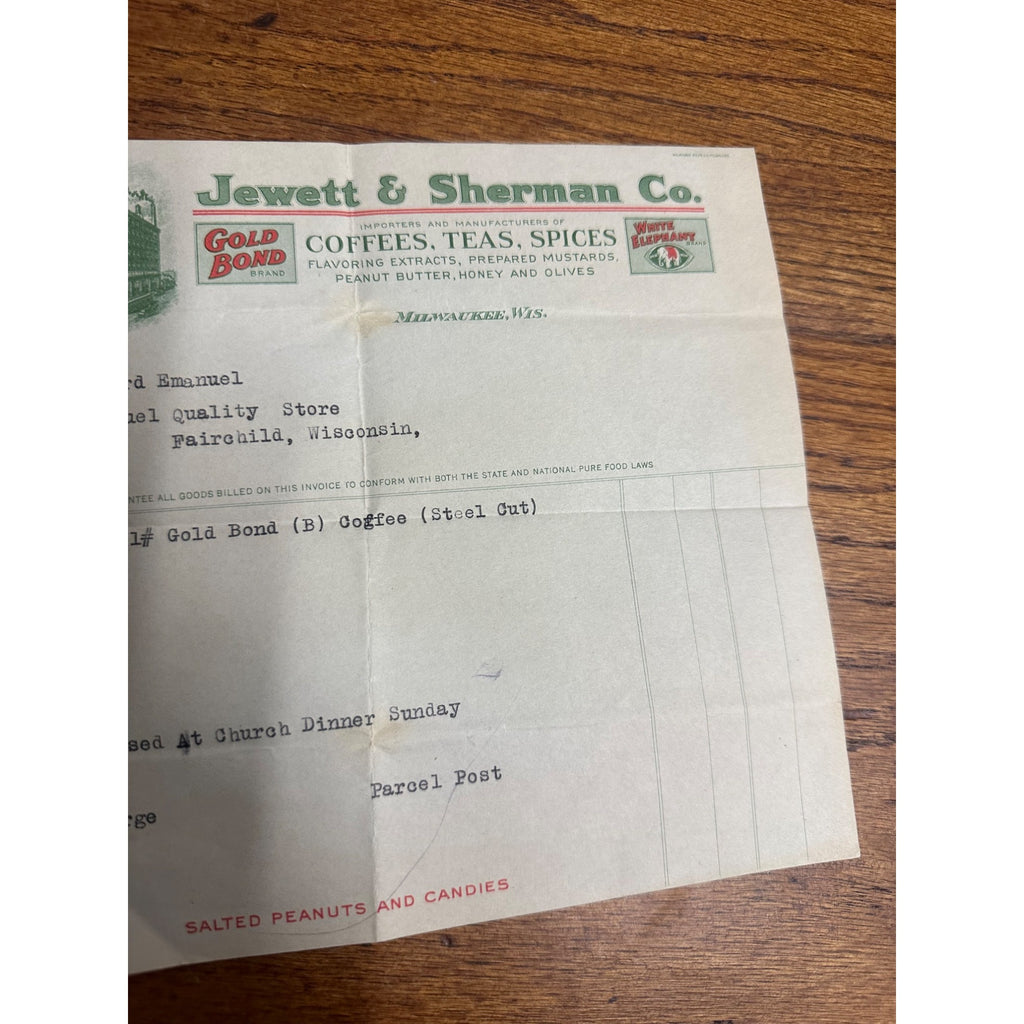 Jewett & Sherman Co.
IMPORTERS AND MANUFACTURERS OF
GOLD BOND BRAND
COFFEES, TEAS, SPICES
WHITE ELEPHANT BRAND
FLAVORING EXTRACTS, PREPARED MUSTARDS,
PEANUT BUTTER, HONEY AND OLIVES
MILWAUKEE, WIS.
rd Emanuel
uel Quality Store
Fairchild, Wisconsin,
NTEE ALL GOODS BILLED ON THIS INVOICE TO CONFORM WITH BOTH THE STATE AND NATIONAL PURE FOOD LAWS
1# Gold Bond (B) Coffee (Steel Cut)
sed At Church Dinner Sunday
Parcel Post
rge
SALTED PEANUTS AND CANDIES